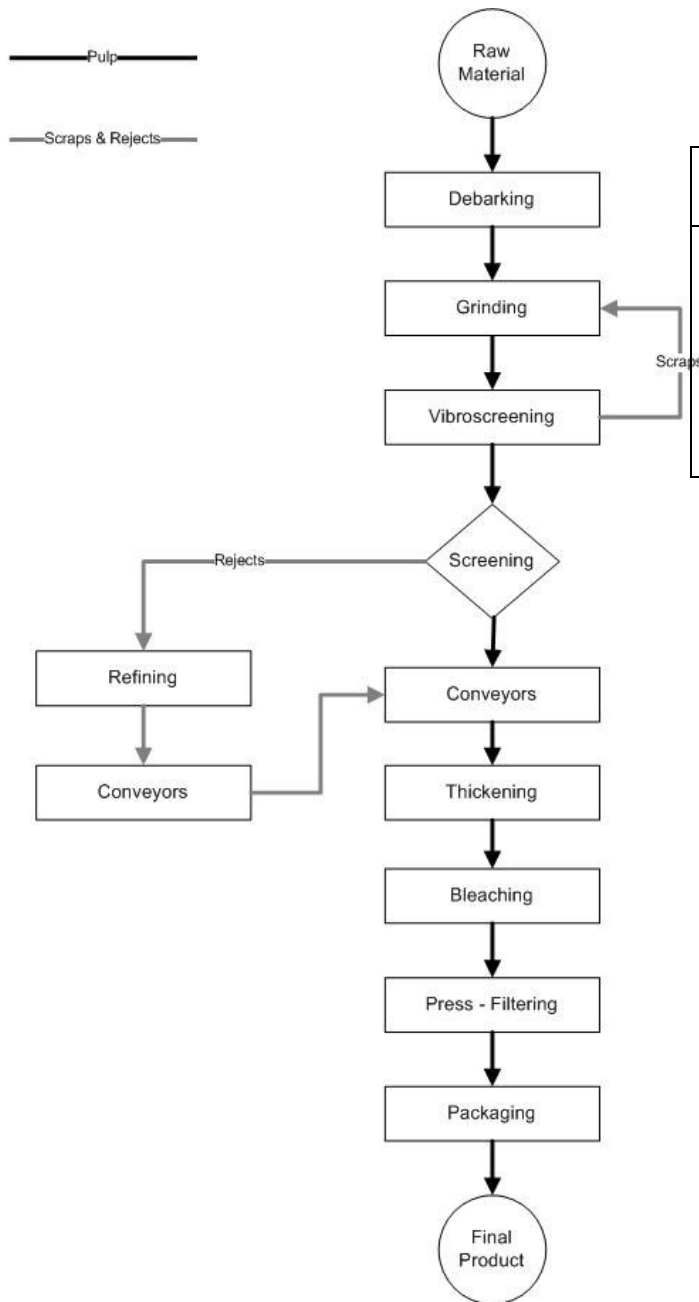 Pulp
Scraps & Rejects
Raw
Material
Debarking
Grinding
Scraps
Vibroscreening
Screening
Rejects
Refining
Conveyors
Conveyors
Thickening
Bleaching
Press - Filtering
Packaging
Final
Product